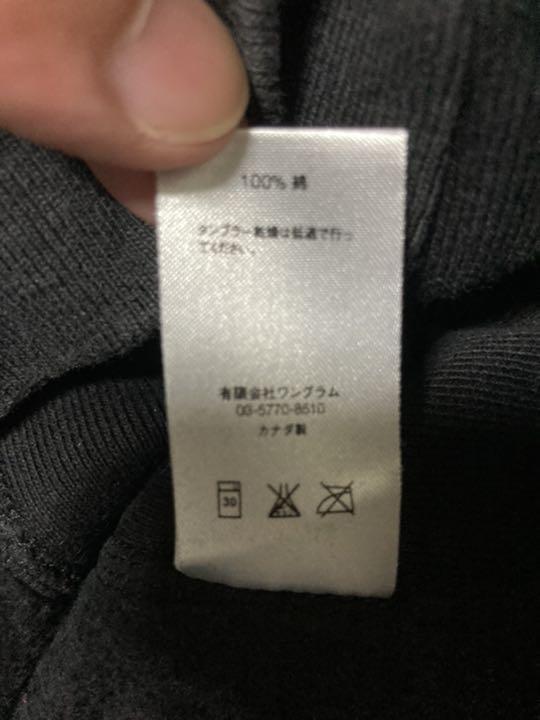 100% 綿
タンブラー乾燥は低温で行っ
てください。
有限会社ワングラム
03-5770-8510
カナダ製
30